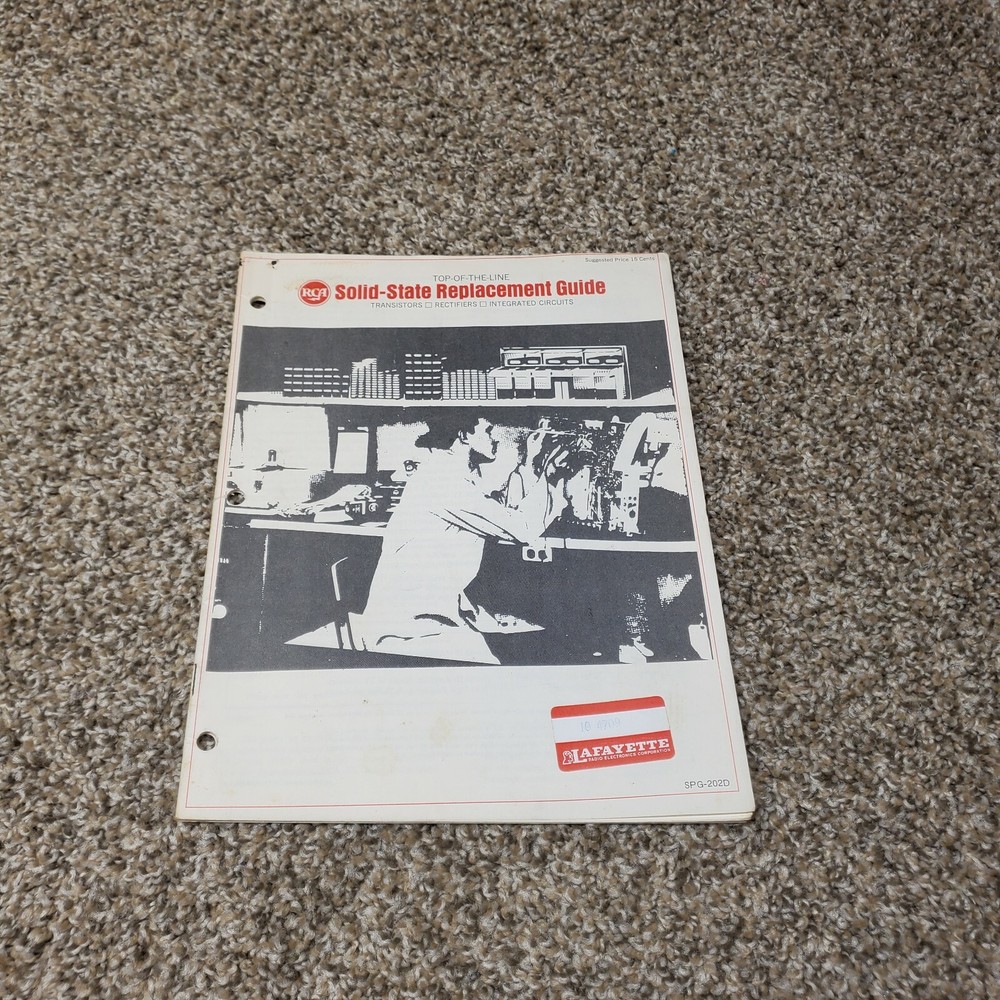 Suggested Price 15 Cents
TOP-OF-THE-LINE
RCA Solid-State Replacement Guide
TRANSISTORS □ RECTIFIERS □ INTEGRATED CIRCUITS
LAFAYETTE
RADIO ELECTRONICS CORPORATION
SPG-202D